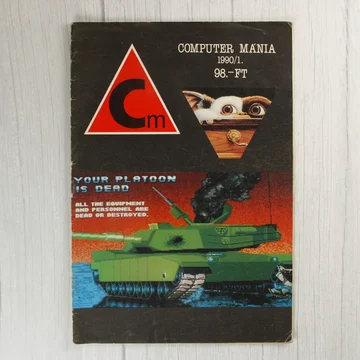 Cm
COMPUTER MANIA
1990/1.
98.-FT
YOUR PLATOON
IS DEAD
ALL THE EQUIPMENT
AND PERSONNEL ARE
DEAD OR DESTROYED.